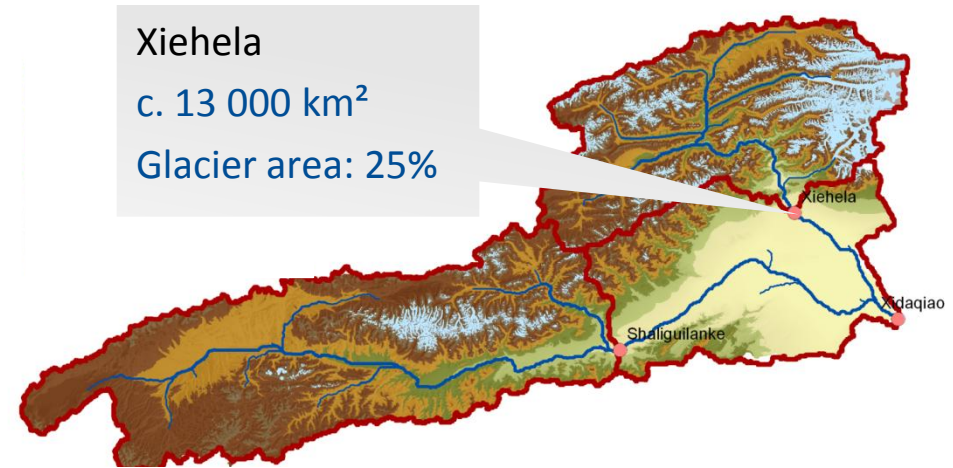 Xiehela
c. 13 000 km²
Glacier area: 25%
Xiehela
Xidaqiao
Shaliguilanke